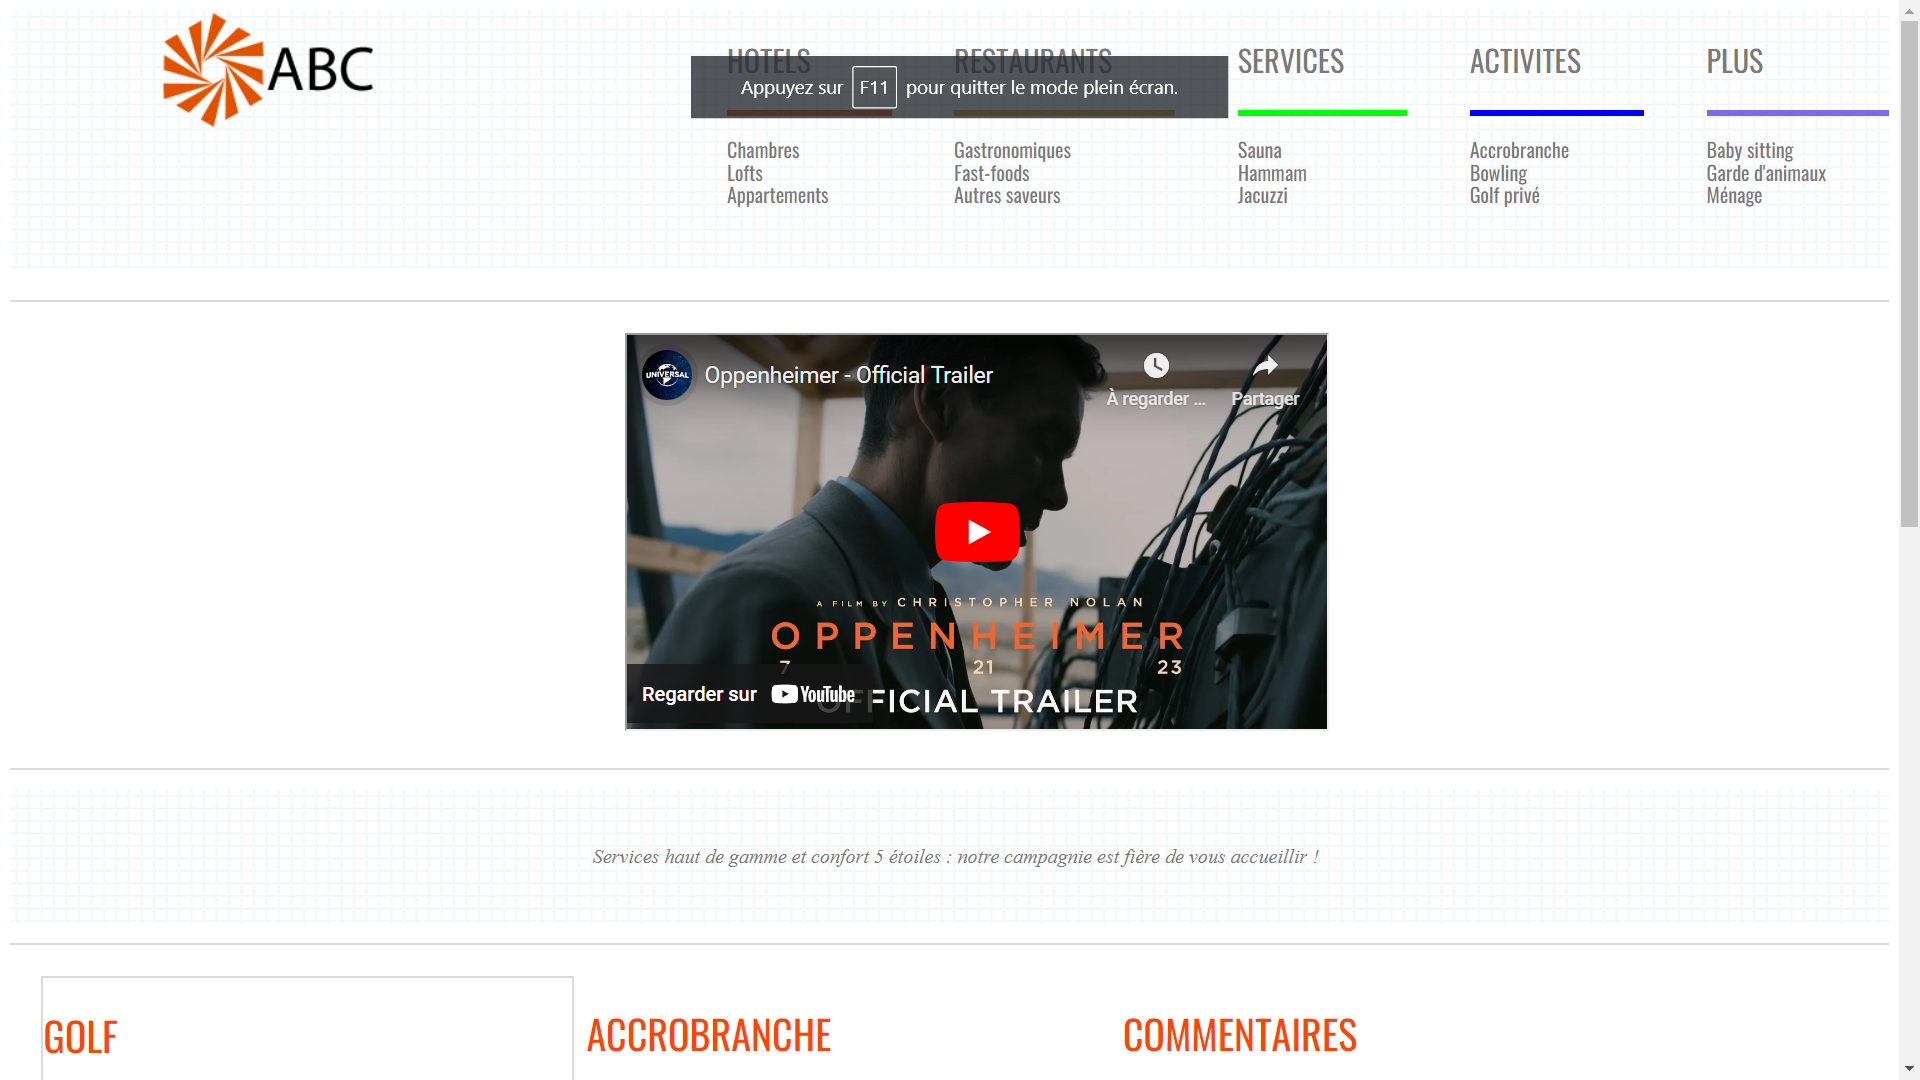 ABC
HOTELS
RESTAURANTS
SERVICES
ACTIVITES
PLUS
Appuyez sur F11 pour quitter le mode plein écran.
Chambres
Lofts
Appartements
Gastronomiques
Fast-foods
Autres saveurs
Sauna
Hammam
Jacuzzi
Accrobranche
Bowling
Golf privé
Baby sitting
Garde d'animaux
Ménage
UNIVERSAL
Oppenheimer - Official Trailer
À regarder ...
Partager
A FILM BY CHRISTOPHER NOLAN
OPPENHEIMER
7 21 23
OFFICIAL TRAILER
Regarder sur YouTube
Services haut de gamme et confort 5 étoiles : notre campagnie est fière de vous accueillir !
GOLF
ACCROBRANCHE
COMMENTAIRES